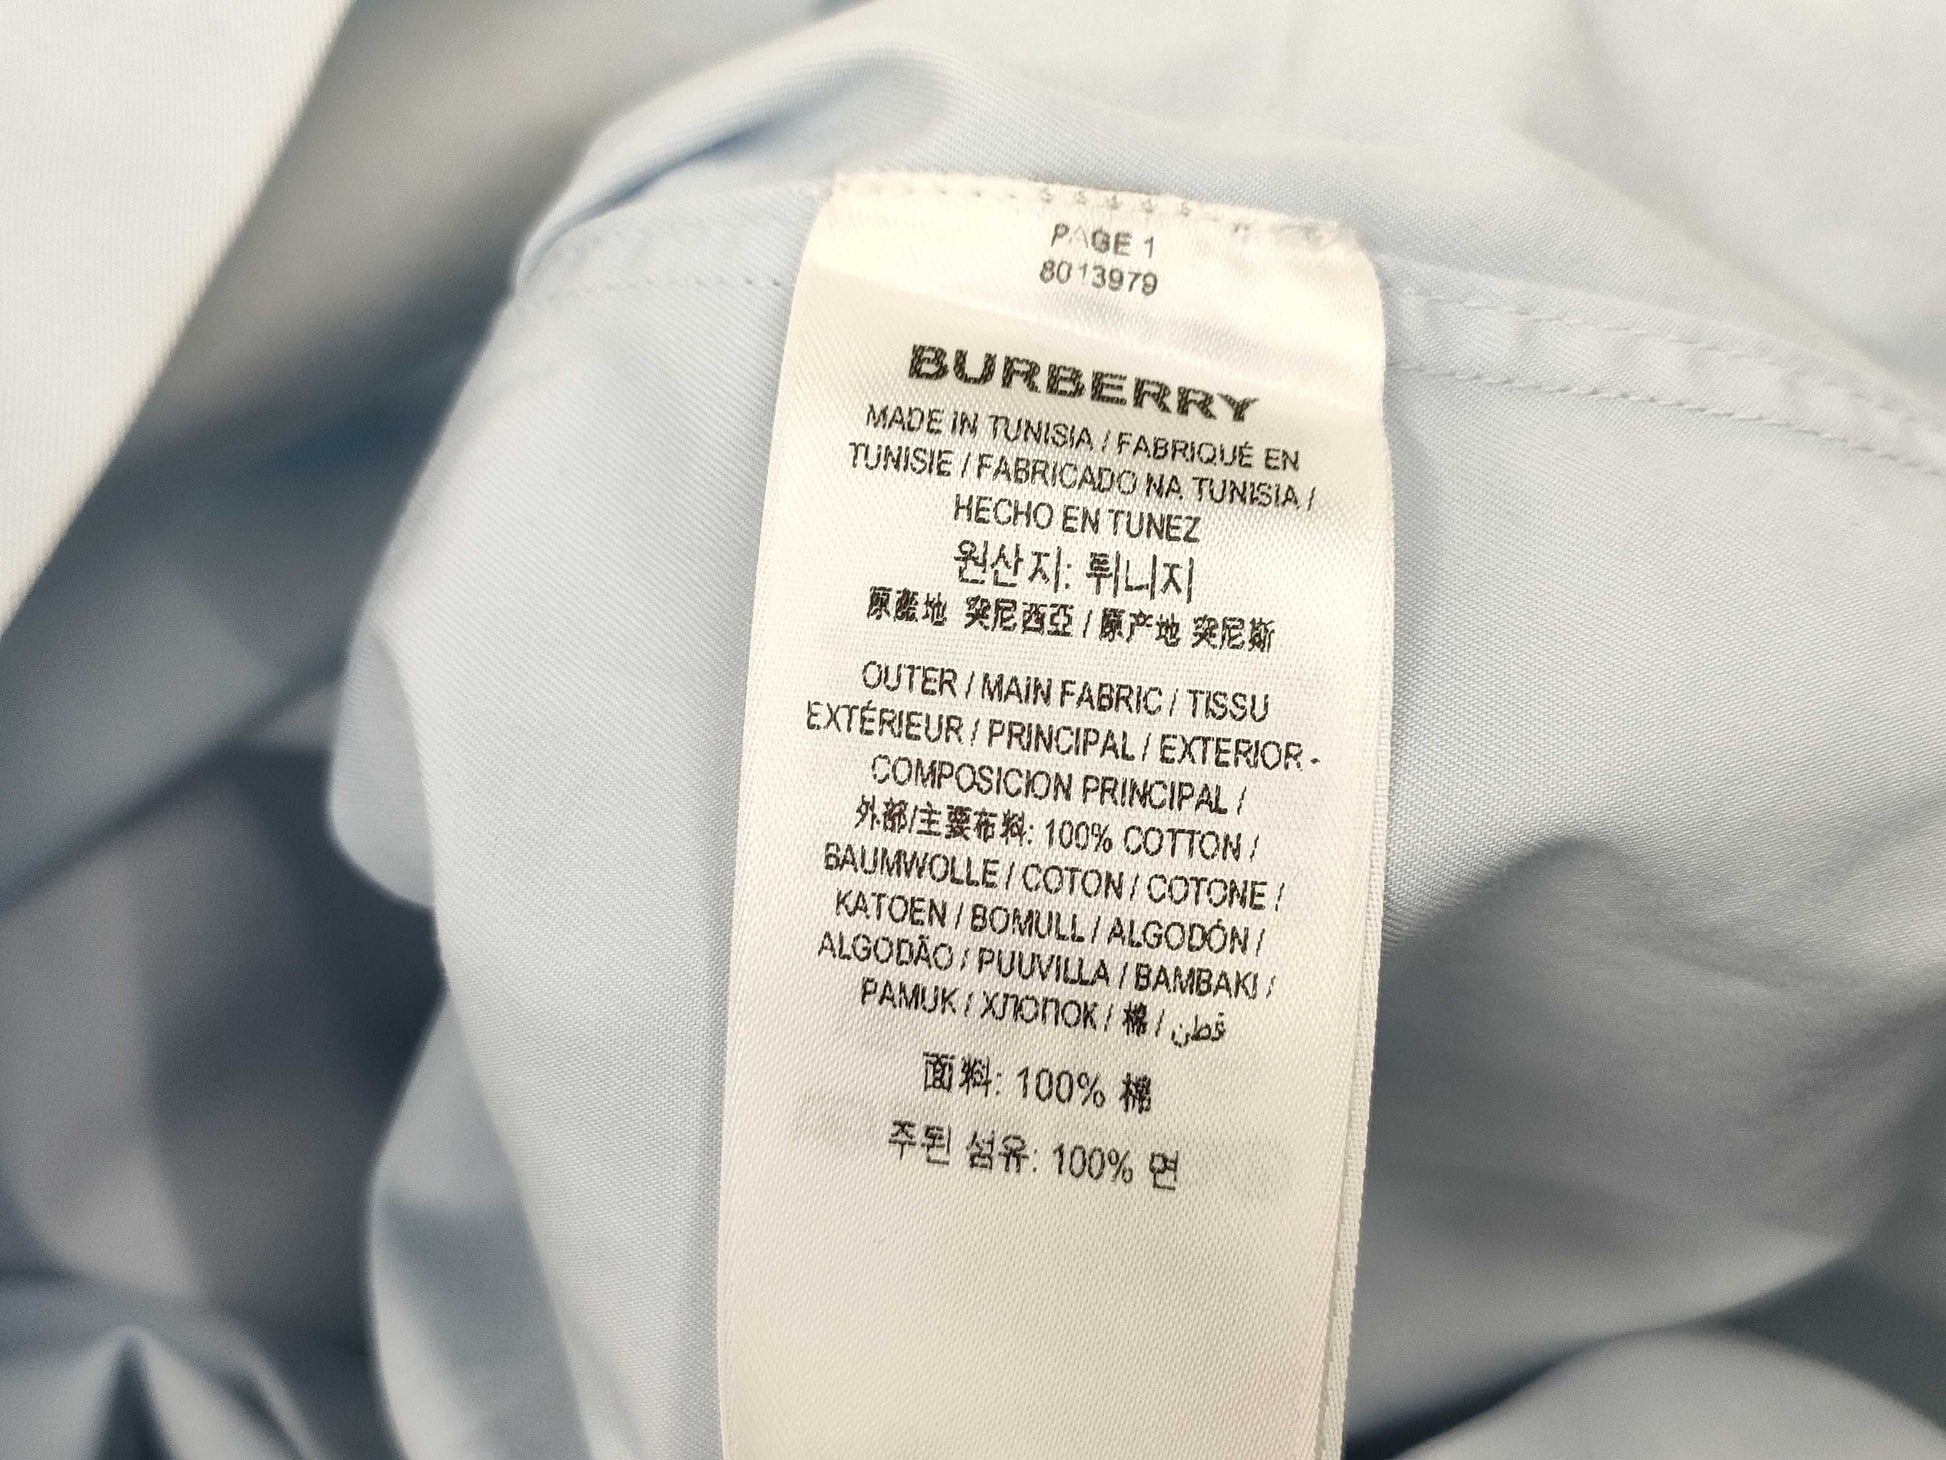 PAGE 1
8013979
BURBERRY
MADE IN TUNISIA / FABRIQUÉ EN
TUNISIE / FABRICADO NA TUNISIA /
HECHO EN TUNEZ
원산지: 튀니지
原產地 突尼西亞 / 原产地 突尼斯
OUTER / MAIN FABRIC / TISSU
EXTÉRIEUR / PRINCIPAL / EXTERIOR -
COMPOSICION PRINCIPAL /
外部/主要布料: 100% COTTON /
BAUMWOLLE / COTON / COTONE /
KATOEN / BOMULL / ALGODÓN /
ALGODÃO / PUUVILLA / BAMBAKI /
PAMUK / ХЛОПОК / 棉 / قطن
面料: 100% 棉
주된 섬유: 100% 면